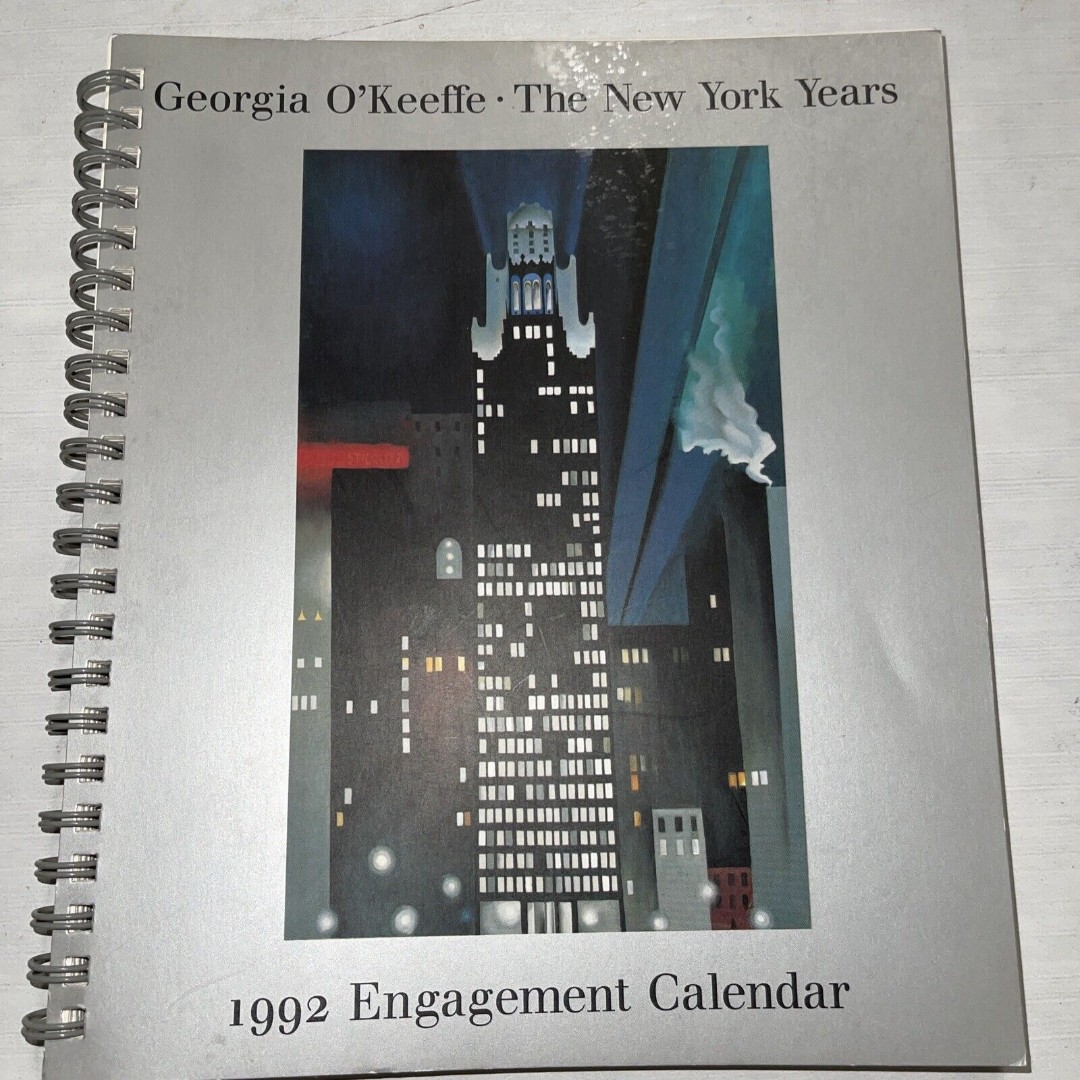 Georgia O'Keeffe · The New York Years
1992 Engagement Calendar